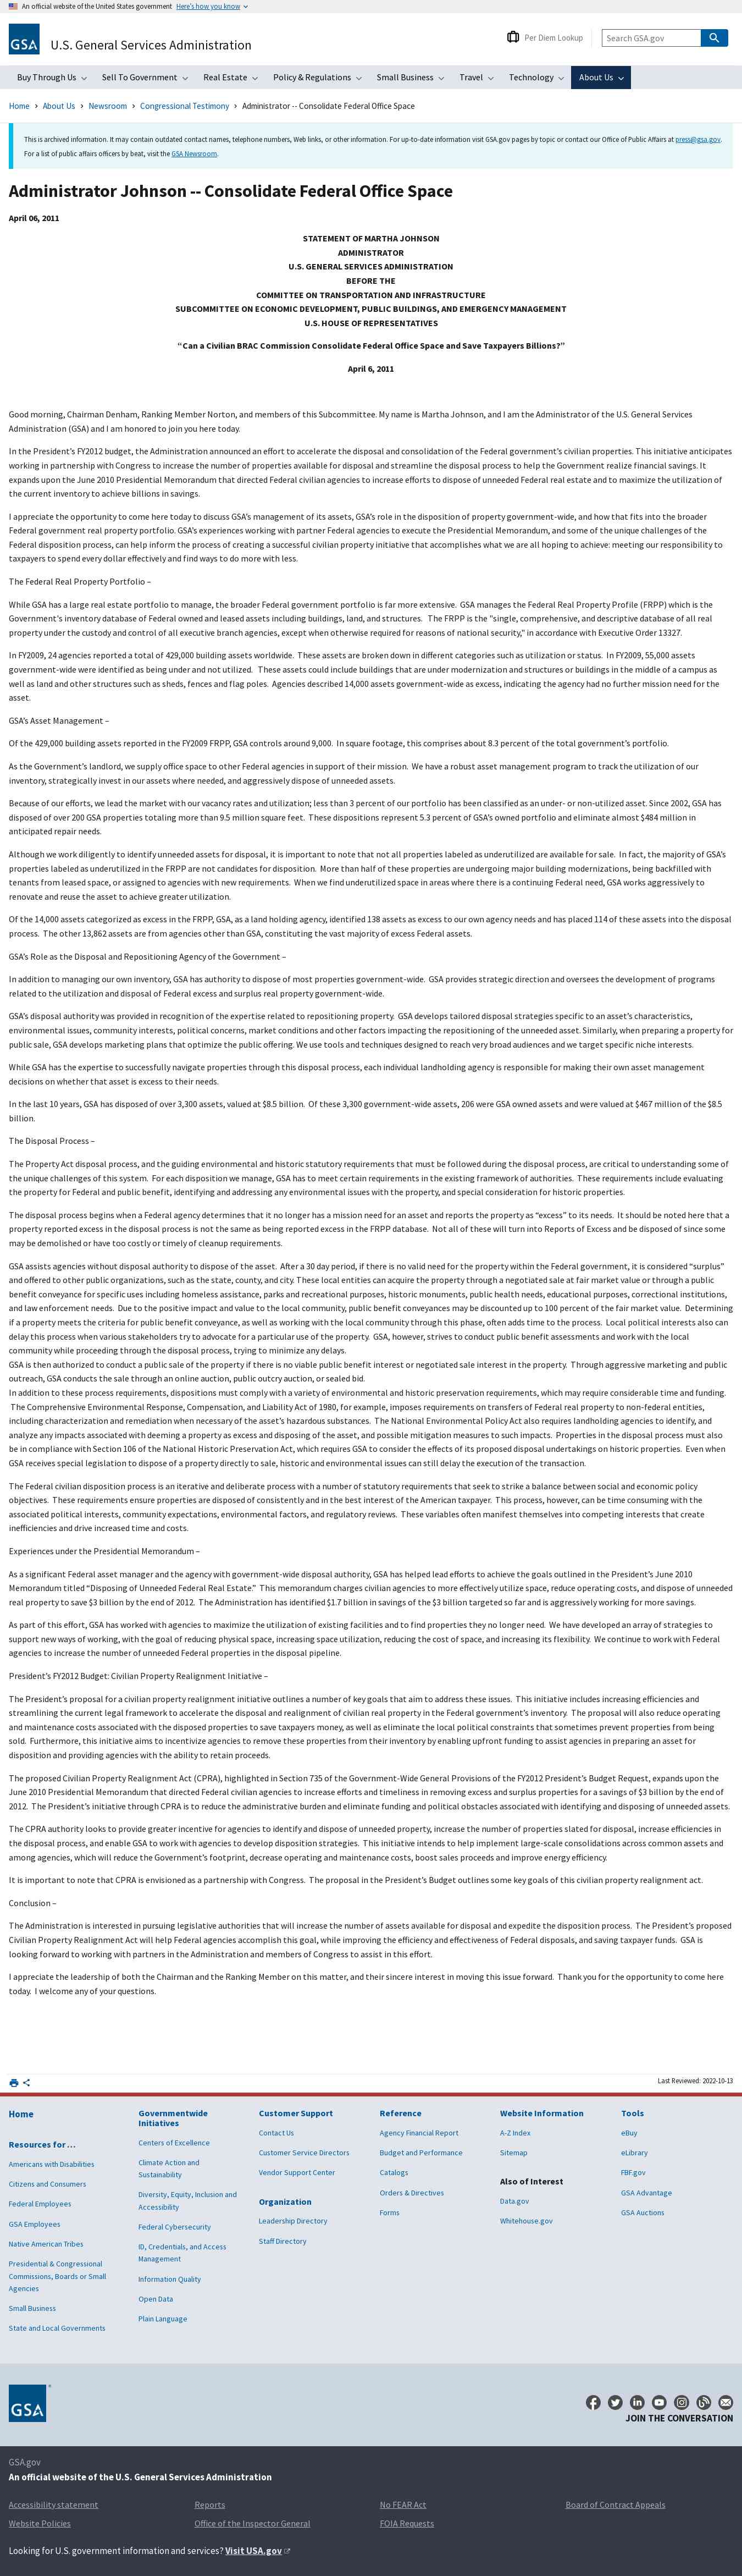 An official website of the United States government Here's how you know
GSA
U.S. General Services Administration
Per Diem Lookup
Search GSA.gov
Buy Through Us
Sell To Government
Real Estate
Policy & Regulations
Small Business
Travel
Technology
About Us
Home › About Us › Newsroom › Congressional Testimony › Administrator -- Consolidate Federal Office Space
This is archived information. It may contain outdated contact names, telephone numbers, Web links, or other information. For up-to-date information visit GSA.gov pages by topic or contact our Office of Public Affairs at press@gsa.gov.
For a list of public affairs officers by beat, visit the GSA Newsroom.
Administrator Johnson -- Consolidate Federal Office Space
April 06, 2011
STATEMENT OF MARTHA JOHNSON
ADMINISTRATOR
U.S. GENERAL SERVICES ADMINISTRATION
BEFORE THE
COMMITTEE ON TRANSPORTATION AND INFRASTRUCTURE
SUBCOMMITTEE ON ECONOMIC DEVELOPMENT, PUBLIC BUILDINGS, AND EMERGENCY MANAGEMENT
U.S. HOUSE OF REPRESENTATIVES
“Can a Civilian BRAC Commission Consolidate Federal Office Space and Save Taxpayers Billions?”
April 6, 2011
Good morning, Chairman Denham, Ranking Member Norton, and members of this Subcommittee. My name is Martha Johnson, and I am the Administrator of the U.S. General Services
Administration (GSA) and I am honored to join you here today.
In the President’s FY2012 budget, the Administration announced an effort to accelerate the disposal and consolidation of the Federal government’s civilian properties. This initiative anticipates
working in partnership with Congress to increase the number of properties available for disposal and streamline the disposal process to help the Government realize financial savings. It
expands upon the June 2010 Presidential Memorandum that directed Federal civilian agencies to increase efforts to dispose of unneeded Federal real estate and to maximize the utilization of
the current inventory to achieve billions in savings.
I appreciate the opportunity to come here today to discuss GSA’s management of its assets, GSA’s role in the disposition of property government-wide, and how that fits into the broader
Federal government real property portfolio. GSA’s experiences working with partner Federal agencies to execute the Presidential Memorandum, and some of the unique challenges of the
Federal disposition process, can help inform the process of creating a successful civilian property initiative that accomplishes what we are all hoping to achieve: meeting our responsibility to
taxpayers to spend every dollar effectively and find ways to do more with less.
The Federal Real Property Portfolio –
While GSA has a large real estate portfolio to manage, the broader Federal government portfolio is far more extensive. GSA manages the Federal Real Property Profile (FRPP) which is the
Government's inventory database of Federal owned and leased assets including buildings, land, and structures. The FRPP is the "single, comprehensive, and descriptive database of all real
property under the custody and control of all executive branch agencies, except when otherwise required for reasons of national security," in accordance with Executive Order 13327.
In FY2009, 24 agencies reported a total of 429,000 building assets worldwide. These assets are broken down in different categories such as utilization or status. In FY2009, 55,000 assets
government-wide were identified as being under-and not utilized. These assets could include buildings that are under modernization and structures or buildings in the middle of a campus such
as sheds, fences and flag poles. Agencies described 14,000 assets government-wide as excess, indicating the agency which maintained and operated the asset had no further mission need for the
asset.
GSA’s Asset Management –
Of the 429,000 building assets reported in the FY2009 FRPP, GSA controls around 9,000. In square footage, this comprises about 8.3 percent of the total government’s portfolio.
As the Government’s landlord, we supply office space to other Federal agencies in support of their mission. We have a robust asset management program to track the utilization of our
inventory, strategically invest in our assets where needed, and aggressively dispose of unneeded assets.
Because of our efforts, we lead the market with our vacancy rates and utilization; less than 3 percent of our portfolio has been classified as an under- or non-utilized asset. Since 2002, GSA has
disposed of over 200 GSA properties totaling more than 9.5 million square feet. These dispositions represent 5.3 percent of GSA’s owned portfolio and eliminate almost $484 million in
anticipated repair needs.
Although we work diligently to identify unneeded assets for disposal, it is important to note that not all properties labeled as underutilized are available for sale. In fact, the majority of GSA’s
properties labeled as underutilized in the FRPP are not candidates for disposition. More than half of these properties are undergoing major building modernizations, being backfilled with
tenants from leased space, or assigned to agencies with new requirements. When we find underutilized space in areas where there is a continuing Federal need, GSA works aggressively to
renovate and reuse the asset to achieve greater utilization.
Of the 14,000 assets categorized as excess in the FRPP, GSA, as a land holding agency, identified 138 assets as excess to our own agency needs and has placed 114 of these assets into the disposal
process. The other 13,862 assets are from agencies other than GSA, constituting the vast majority of excess Federal assets.
GSA’s Role as the Disposal and Repositioning Agency of the Government –
In addition to managing our own inventory, GSA has authority to dispose of most properties government-wide. GSA provides strategic direction and oversees the development of programs
related to the utilization and disposal of Federal excess and surplus real property government-wide.
GSA’s disposal authority was provided in recognition of the expertise related to repositioning property. GSA develops tailored disposal strategies specific to an asset’s characteristics,
environmental issues, community interests, political concerns, market conditions and other factors impacting the repositioning of the unneeded asset. Similarly, when preparing a property for
public sale, GSA develops marketing plans that optimize the public offering. We use tools and techniques designed to reach very broad audiences and we target specific niche interests.
While GSA has the expertise to successfully navigate properties through this disposal process, each individual landholding agency is responsible for making their own asset management
decisions on whether that asset is excess to their needs.
In the last 10 years, GSA has disposed of over 3,300 assets, valued at $8.5 billion. Of these 3,300 government-wide assets, 206 were GSA owned assets and were valued at $467 million of the $8.5
billion.
The Disposal Process –
The Property Act disposal process, and the guiding environmental and historic statutory requirements that must be followed during the disposal process, are critical to understanding some of
the unique challenges of this system. For each disposition we manage, GSA has to meet certain requirements for this existing framework of legal authorities. These include screening the
property for Federal and public benefit, identifying and addressing any environmental issues with the property, and special consideration for historic properties.
The disposal process begins when a Federal agency determines that it no longer has a mission need for an asset and reports the property as “excess” to its needs. It should be noted here that a
property reported excess to GSA is not the same as being reported excess in the FRPP database. Not all of these will turn into Reports of Excess and be disposed of since some may be
demolished or have too costly or timely of cleanup requirements.
GSA assists agencies without disposal authority to dispose of the asset. After a 30 day period, if there is no valid need for the property within the Federal government, it is considered “surplus”
and offered to other public organizations, such as the state, county, and city. These local entities can acquire the property through a negotiated sale at fair market value or through a public
benefit conveyance for specific uses including homeless assistance, parks and recreational purposes, historic monuments, public health needs, educational purposes, correctional institutions,
and law enforcement needs. Due to the positive impact and value to the local community, public benefit conveyances may be discounted up to 100 percent of the fair market value. Determining
if a property meets the criteria for public benefit conveyance, as well as working with the local community through this phase, often adds time to the process. Local political interests also can
delay this process when various stakeholders try to advocate for a particular use of the property. GSA, however, strives to conduct public benefit assessments and work with the local
community while proceeding through the disposal process, trying to minimize any delays.
GSA is then authorized to conduct a public sale of the property if there is no viable public benefit interest or negotiated sale interest in the property. Through aggressive marketing and public
outreach, GSA conducts the sale through an online auction, public outcry auction, or sealed bid.
In addition to these process requirements, dispositions must comply with a variety of environmental and historic preservation requirements, which may require considerable time and funding.
The Comprehensive Environmental Response, Compensation, and Liability Act of 1980, for example, imposes requirements on transfers of Federal real property to non-federal entities,
including characterization and remediation when necessary of the asset’s hazardous substances. The National Environmental Policy Act also requires landholding agencies to identify, and
analyze any impacts associated with deeming a property as excess and disposing of the asset, and possible mitigation measures to such impacts. Properties in the disposal process must also be
in compliance with Section 106 of the National Historic Preservation Act, which requires GSA to consider the effects of its proposed disposal undertakings on historic properties. Even when
GSA receives special legislation to dispose of a property directly to sale, historic and environmental issues can still delay the execution of the transfer.
The Federal civilian disposition process is an iterative and deliberate process with a number of statutory requirements that seek to strike a balance between social and economic policy
objectives. These requirements ensure properties are disposed of consistently and in the best interest of the American taxpayer. This process, however, can be time consuming with the
associated political interests, community expectations, environmental factors, and regulatory reviews. These variables often manifest themselves with competing interests that create
inefficiency and drive increased time and costs.
Experiences under the Presidential Memorandum –
As a significant Federal asset manager and the agency with government-wide disposal authority, GSA has helped lead efforts to achieve the goals outlined in the President’s June 2010
Memorandum titled “Disposing of Unneeded Federal Real Estate.” This memorandum charges civilian agencies to more effectively utilize space, reduce operating costs, and dispose of unneeded
real property to save $3 billion by the end of 2012. The Administration has identified $1.7 billion in savings of the $3 billion targeted so far and is aggressively working for more savings.
As part of this effort, GSA has worked with agencies to maximize the utilization of existing facilities and to find properties they no longer need. We have developed an array of strategies to
support new ways of working, with the goal of reducing physical space, increasing space utilization, reducing the cost of space, and increasing its flexibility. We continue to work with Federal
agencies to increase the number of unneeded Federal properties in the disposal pipeline.
President’s FY2012 Budget: Civilian Property Realignment Initiative –
The President’s proposal for a civilian property realignment initiative outlines a number of key goals that aim to address these issues. This initiative includes increasing efficiencies and
streamlining the current legal framework to accelerate the disposal and realignment of civilian real property in the Federal government’s inventory. The proposal will also reduce operating
and maintenance costs associated with the disposed properties to save taxpayers money, as well as eliminate the local political constraints that sometimes prevent properties from being
sold. Furthermore, this initiative aims to incentivize agencies to remove these properties from their inventory by enabling upfront funding to assist agencies in preparing an asset for
disposition and providing agencies with the ability to retain proceeds.
The proposed Civilian Property Realignment Act (CPRA), highlighted in Section 735 of the Government-Wide General Provisions of the FY2012 President’s Budget Request, expands upon the
June 2010 Presidential Memorandum that directed Federal civilian agencies to increase efforts and timeliness in removing excess and surplus properties for a savings of $3 billion by the end of
2012. The President’s initiative through CPRA is to reduce the administrative burden and eliminate funding and political obstacles associated with identifying and disposing of unneeded assets.
The CPRA authority looks to provide greater incentive for agencies to identify and dispose of unneeded property, increase the number of properties slated for disposal, increase efficiency in
the disposal process, and enable GSA to work with agencies to develop disposition strategies. This initiative intends to help implement large-scale consolidations across common assets and
among agencies, which will reduce the Government’s footprint, decrease operating and maintenance costs, boost sales proceeds and improve energy efficiency.
It is important to note that CPRA is envisioned as a partnership with Congress. The proposal in the President’s Budget outlines some key goals of this civilian property realignment act.
Conclusion –
The Administration is interested in pursuing legislative authorities that will support our goals of disposing unneeded space and expedite the disposition process. The President’s proposed
Civilian Property Realignment Act will help Federal agencies accomplish this goal, while improving the efficiency and effectiveness of Federal disposals, and saving taxpayer funds. GSA is
looking forward to working with partners in the Administration and members of Congress to assist in this effort.
I appreciate the leadership of both the Chairman and the Ranking Member on this matter, and their sincere interest in moving this issue forward. Thank you for the opportunity to come here
today. I welcome any of your questions.
Last Reviewed: 2022-10-13
Home
Resources for …
Americans with Disabilities
Citizens and Consumers
Federal Employees
GSA Employees
Native American Tribes
Presidential & Congressional
Commissions, Boards or Small
Agencies
Small Business
State and Local Governments
Governmentwide
Initiatives
Centers of Excellence
Climate Action and
Sustainability
Diversity, Equity, Inclusion and
Accessibility
Federal Cybersecurity
ID, Credentials, and Access
Management
Information Quality
Open Data
Plain Language
Customer Support
Contact Us
Customer Service Directors
Vendor Support Center
Organization
Leadership Directory
Staff Directory
Reference
Agency Financial Report
Budget and Performance
Catalogs
Orders & Directives
Forms
Website Information
A-Z Index
Sitemap
Also of Interest
Data.gov
Whitehouse.gov
Tools
eBuy
eLibrary
FBF.gov
GSA Advantage
GSA Auctions
GSA
JOIN THE CONVERSATION
GSA.gov
An official website of the U.S. General Services Administration
Accessibility statement
Reports
No FEAR Act
Board of Contract Appeals
Website Policies
Office of the Inspector General
FOIA Requests
Looking for U.S. government information and services? Visit USA.gov